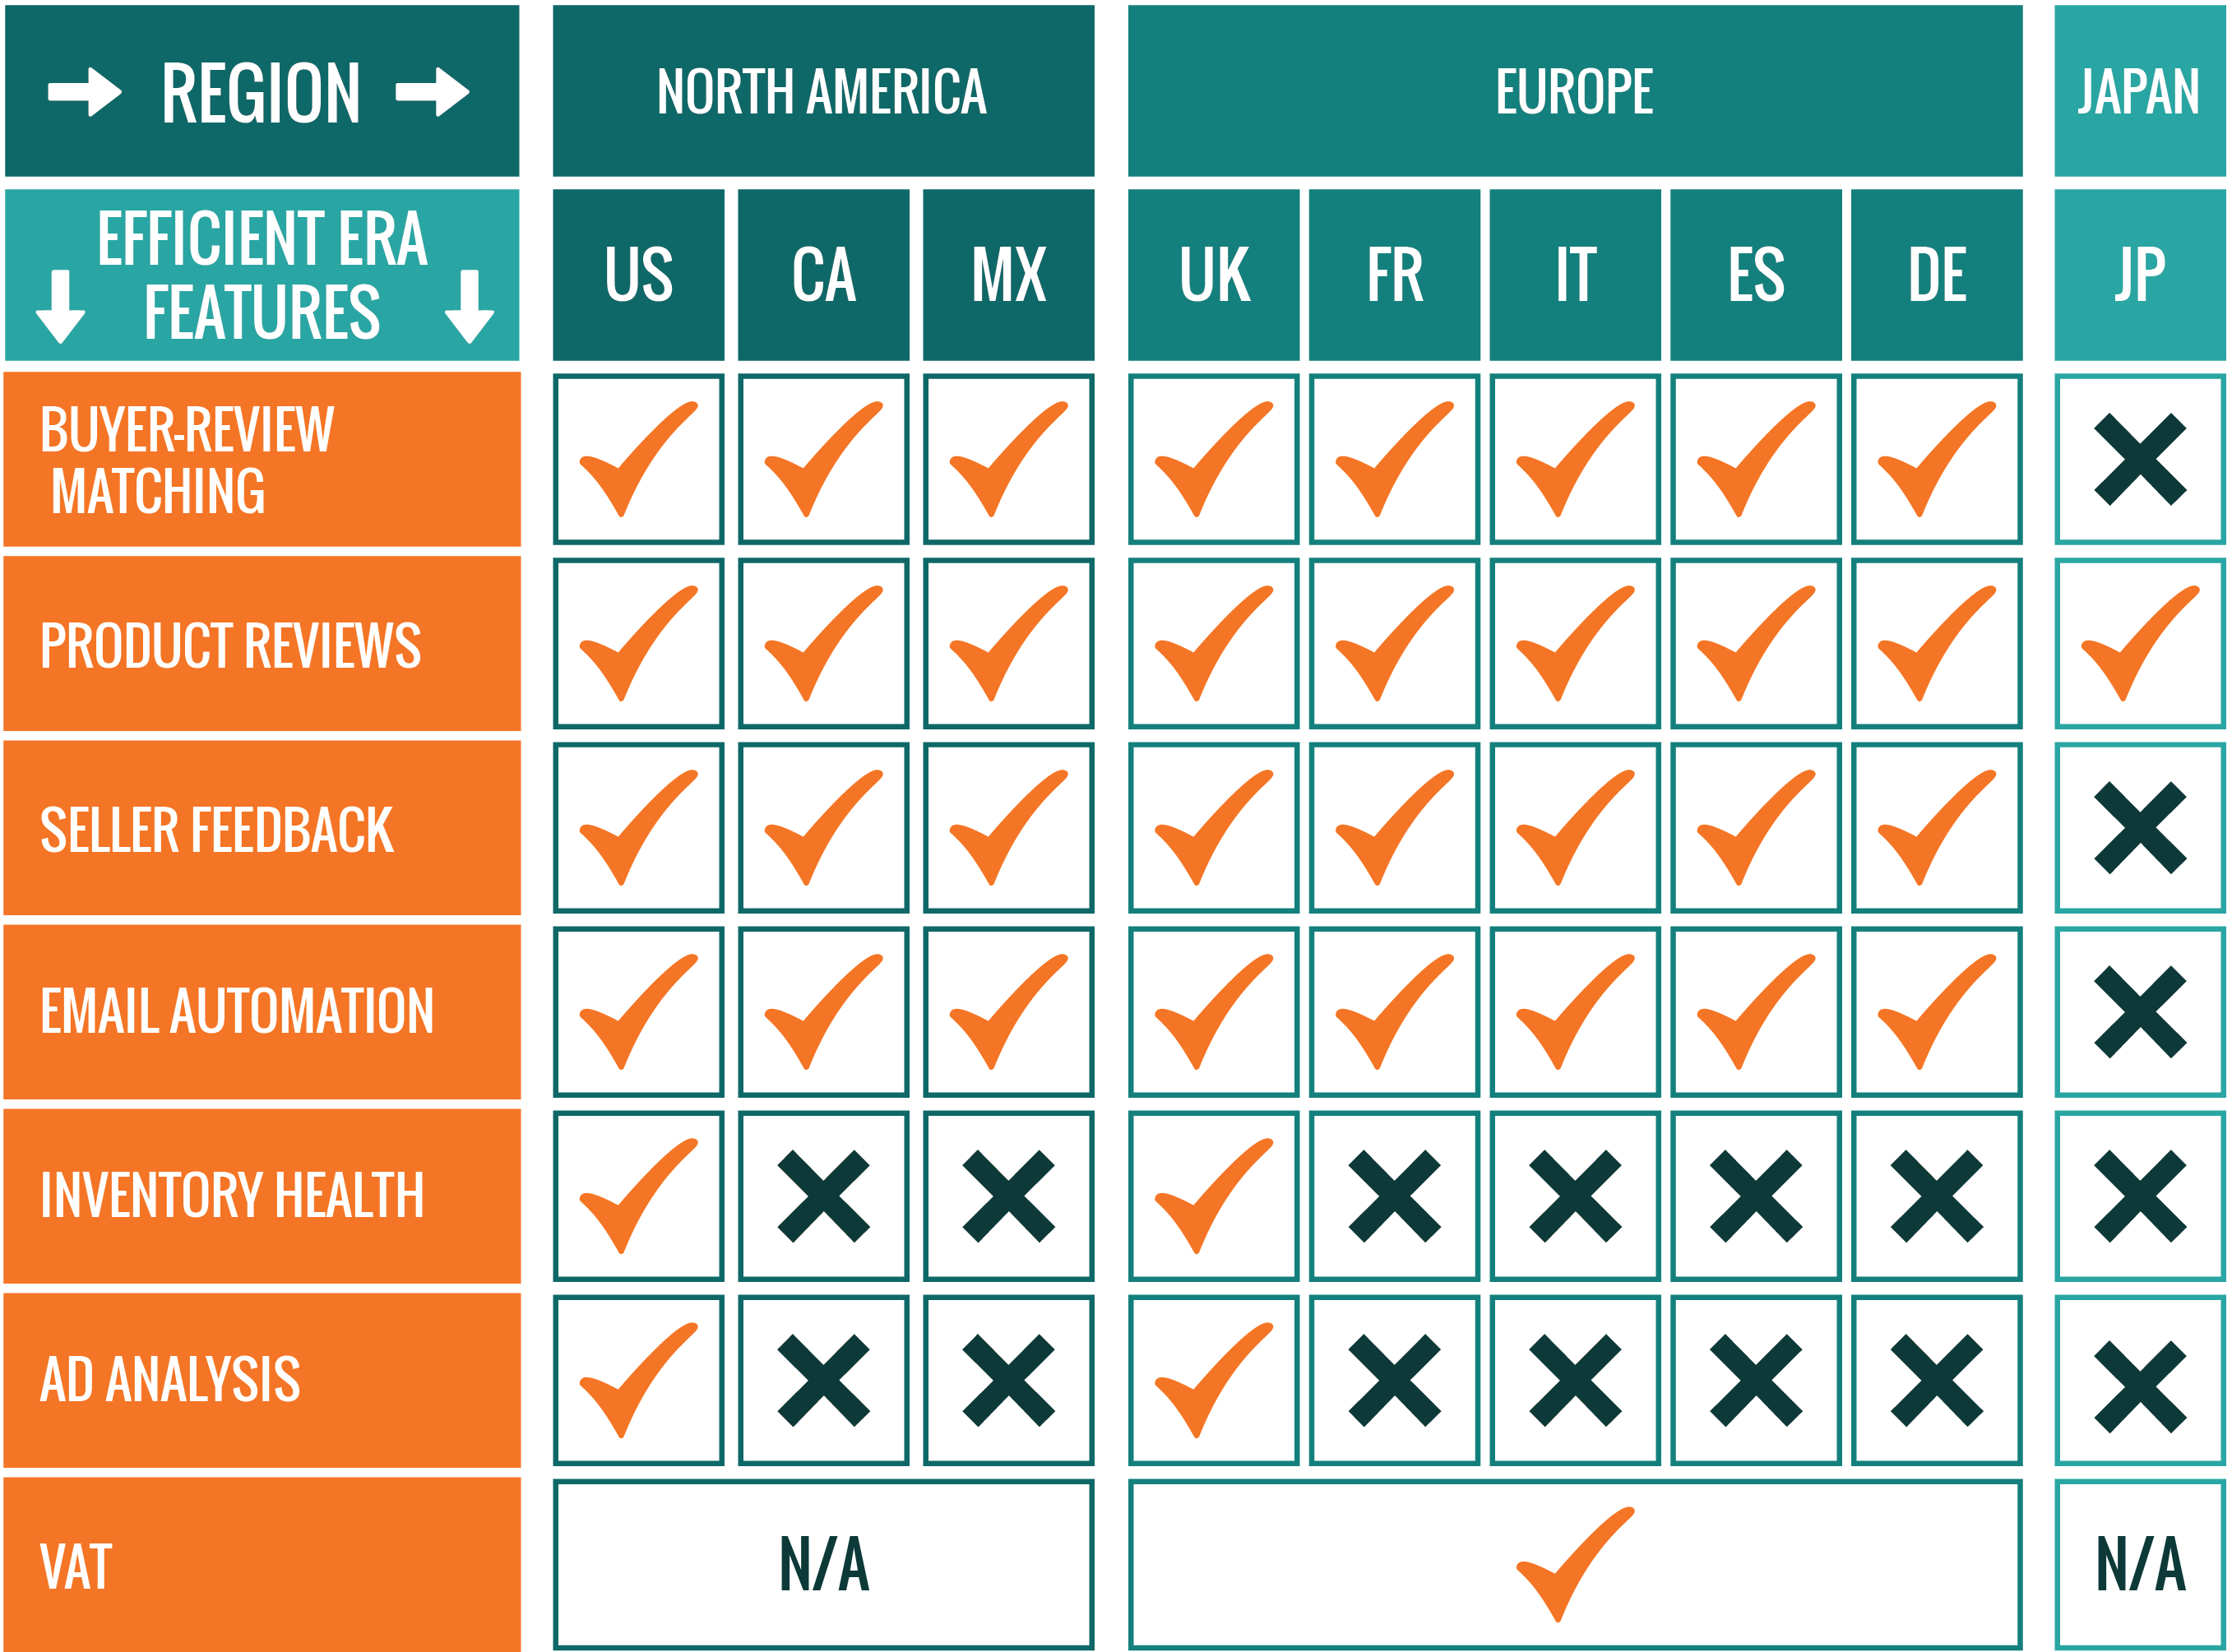 REGION
NORTH AMERICA
EUROPE
JAPAN
EFFICIENT ERA
FEATURES
US
CA
MX
UK
FR
IT
ES
DE
JP
BUYER-REVIEW
MATCHING
PRODUCT REVIEWS
SELLER FEEDBACK
EMAIL AUTOMATION
INVENTORY HEALTH
AD ANALYSIS
VAT
N/A
N/A